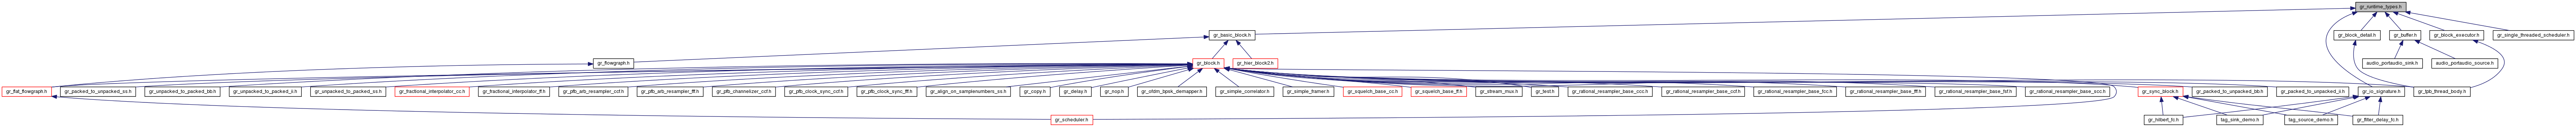 gr_runtime_types.h
gr_basic_block.h
gr_block_detail.h
gr_buffer.h
gr_block_executor.h
gr_single_threaded_scheduler.h
gr_flowgraph.h
gr_block.h
gr_hier_block2.h
audio_portaudio_sink.h
audio_portaudio_source.h
gr_flat_flowgraph.h
gr_packed_to_unpacked_ss.h
gr_unpacked_to_packed_bb.h
gr_unpacked_to_packed_ii.h
gr_unpacked_to_packed_ss.h
gr_fractional_interpolator_cc.h
gr_fractional_interpolator_ff.h
gr_pfb_arb_resampler_ccf.h
gr_pfb_arb_resampler_fff.h
gr_pfb_channelizer_ccf.h
gr_pfb_clock_sync_ccf.h
gr_pfb_clock_sync_fff.h
gr_align_on_samplenumbers_ss.h
gr_copy.h
gr_delay.h
gr_nop.h
gr_ofdm_bpsk_demapper.h
gr_simple_correlator.h
gr_simple_framer.h
gr_squelch_base_cc.h
gr_squelch_base_ff.h
gr_stream_mux.h
gr_test.h
gr_rational_resampler_base_ccc.h
gr_rational_resampler_base_ccf.h
gr_rational_resampler_base_fcc.h
gr_rational_resampler_base_fff.h
gr_rational_resampler_base_fsf.h
gr_rational_resampler_base_scc.h
gr_sync_block.h
gr_packed_to_unpacked_bb.h
gr_packed_to_unpacked_ii.h
gr_io_signature.h
gr_tpb_thread_body.h
gr_scheduler.h
gr_hilbert_fc.h
tag_sink_demo.h
tag_source_demo.h
gr_fften_delay_fc.h